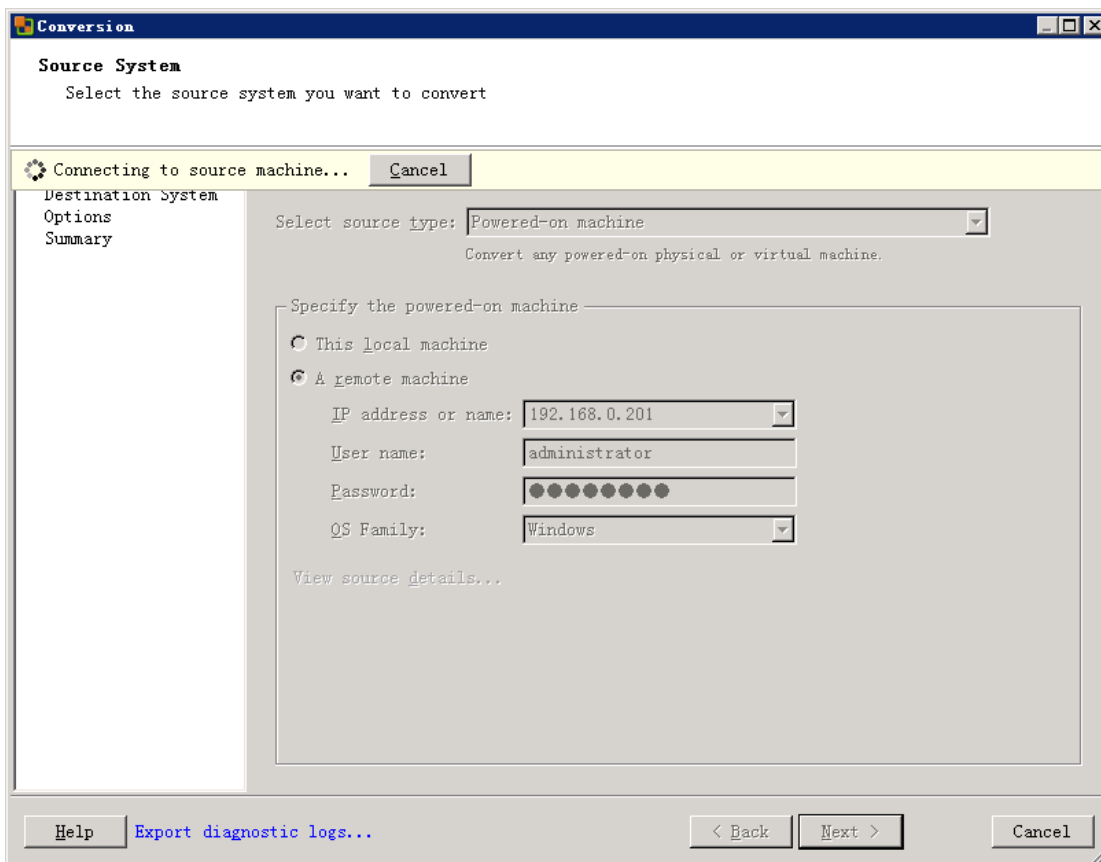 Conversion
Source System
Select the source system you want to convert
Connecting to source machine... Cancel
Destination System
Options
Summary
Select source type: Powered-on machine
Convert any powered-on physical or virtual machine.
Specify the powered-on machine
This local machine
A remote machine
IP address or name: 192.168.0.201
User name: administrator
Password: ●●●●●●●●
OS Family: Windows
View source details...
Help Export diagnostic logs... < Back Next > Cancel